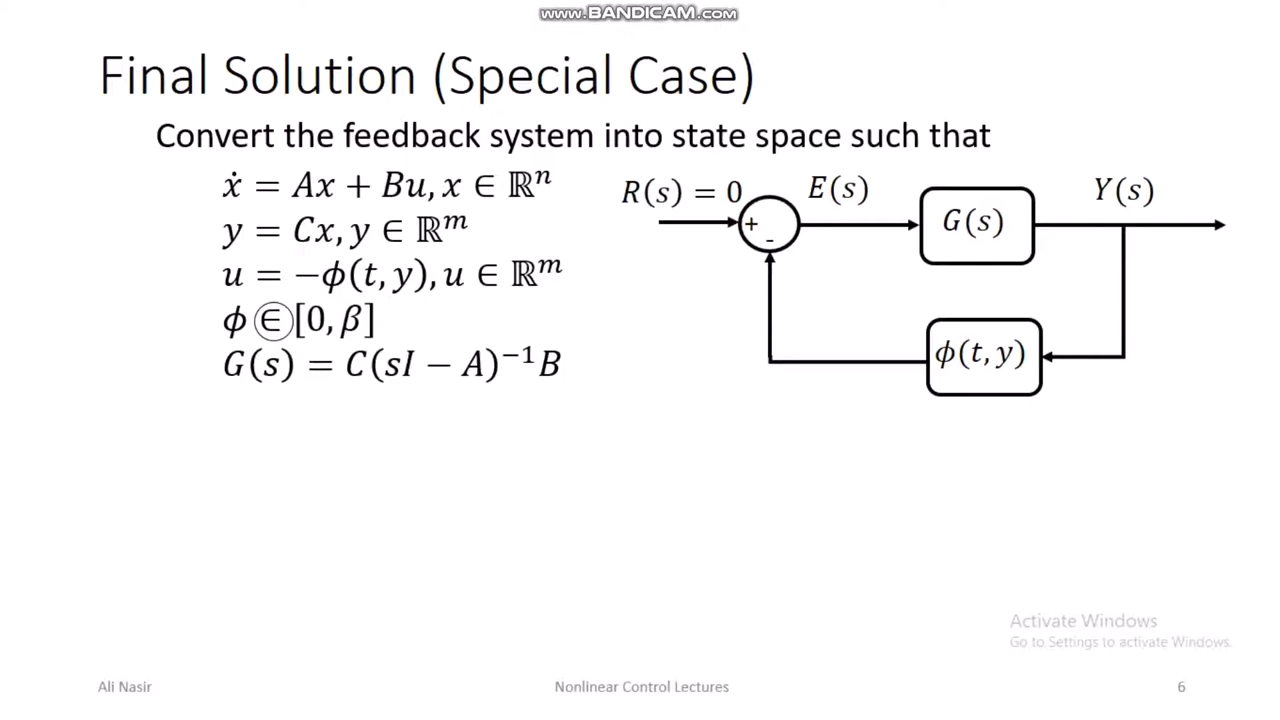 www.BANDICAM.com
Final Solution (Special Case)
Convert the feedback system into state space such that
ẋ = Ax + Bu, x ∈ ℝⁿ
y = Cx, y ∈ ℝᵐ
u = −ϕ(t, y), u ∈ ℝᵐ
ϕ ∈ [0, β]
G(s) = C(sI − A)⁻¹B
R(s) = 0
E(s)
Y(s)
+
G(s)
-
ϕ(t, y)
Activate Windows
Go to Settings to activate Windows.
Ali Nasir
Nonlinear Control Lectures
6